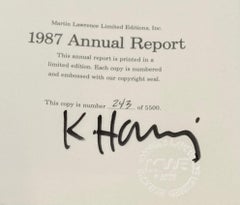 Martin Lawrence Limited Editions, Inc.
1987 Annual Report
This annual report is printed in a
limited edition. Each copy is numbered
and embossed with our copyright seal.
This copy is number 243 of 5500.
K Haring